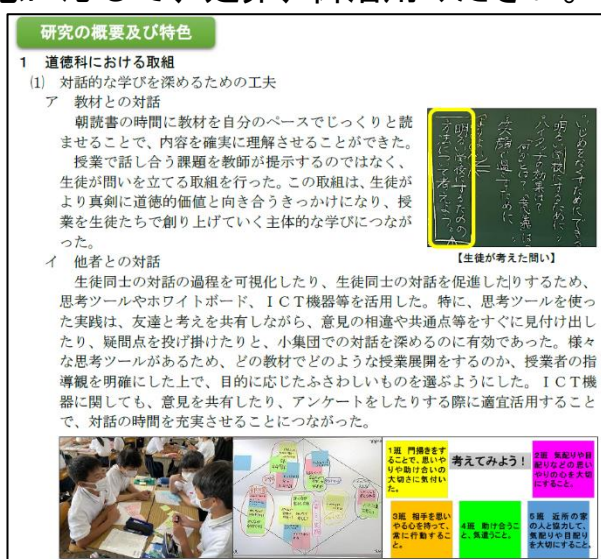 研究の概要及び特色
1 道徳科における取組
⑴ 対話的な学びを深めるための工夫
ア 教材との対話
朝読書の時間に教材を自分のペースでじっくりと読
ませることで、内容を確実に理解させることができた。
授業で話し合う課題を教師が提示するのではなく、
生徒が問いを立てる取組を行った。この取組は、生徒が
より真剣に道徳的価値と向き合うきっかけになり、授
業を生徒たちで創り上げていく主体的な学びにつなが
った。
【生徒が考えた問い】
イ 他者との対話
生徒同士の対話の過程を可視化したり、生徒同士の対話を促進したりするため、
思考ツールやホワイトボード、ICT機器等を活用した。特に、思考ツールを使っ
た実践は、友達と考えを共有しながら、意見の相違や共通点等をすぐに見付け出し
たり、疑問点を投げ掛けたりと、小集団での対話を深めるのに有効であった。様々
な思考ツールがあるため、どの教材でどのような授業展開をするのか、授業者の指
導観を明確にした上で、目的に応じたふさわしいものを選ぶようにした。ICT機
器に関しても、意見を共有したり、アンケートをしたりする際に適宜活用すること
で、対話の時間を充実させることにつながった。
1班 門掃きをす
ることで、思いや
りや助け合いの
大切さに気付い
た。
考えてみよう！
2班 気配りや目
配りなどの思い
やりの心を大切
にすること。
3班 相手を思い
やる心を持って、
常に行動するこ
と。
4班 助け合うこ
と、気遣うこと。
5班 近所の家
の人と協力して、
気配りや目配り
を大切にすること。